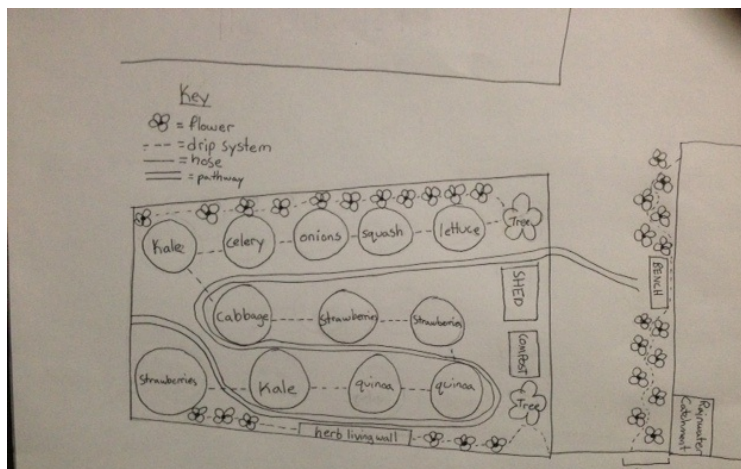 Key
= flower
= drip system
= hose
= pathway
Kale
celery
onions
squash
lettuce
Tree
SHED
BENCH
Cabbage
Strawberries
Strawberries
COMPOST
Strawberries
Kale
quinoa
quinoa
Tree
Rainwater
Catchment
herb living wall